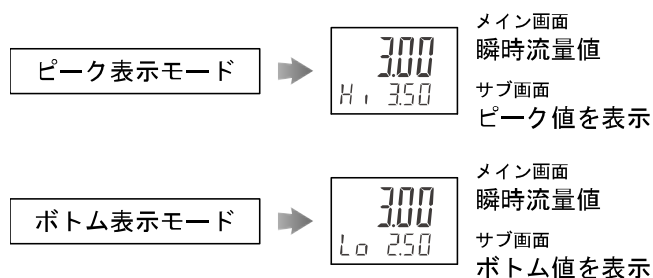 ピーク表示モード
3.00
Hi 3.50
メイン画面
瞬時流量値
サブ画面
ピーク値を表示
ボトム表示モード
3.00
Lo 2.50
メイン画面
瞬時流量値
サブ画面
ボトム値を表示